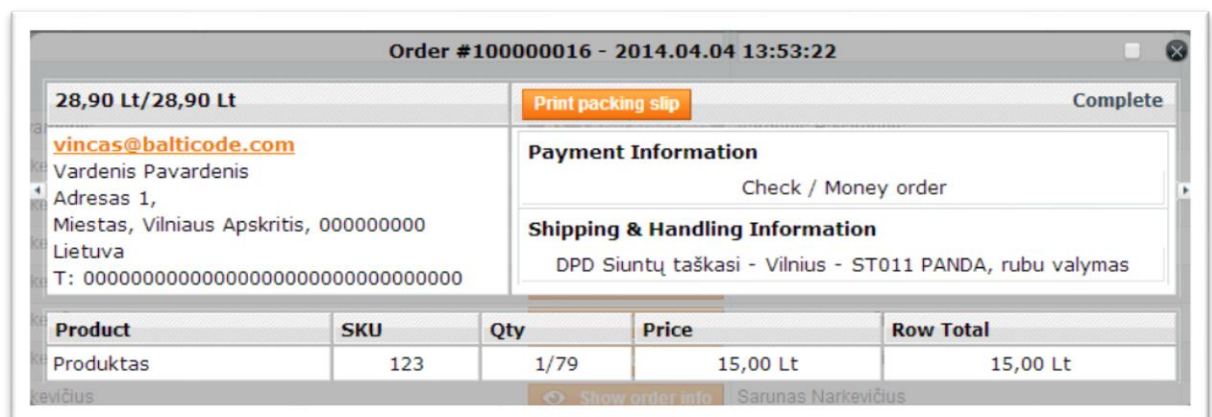 Order #100000016 - 2014.04.04 13:53:22
28,90 Lt/28,90 Lt
Print packing slip
Complete
vincas@balticode.com
Vardenis Pavardenis
Adresas 1,
Miestas, Vilniaus Apskritis, 000000000
Lietuva
T: 00000000000000000000000000000000
Payment Information
Check / Money order
Shipping & Handling Information
DPD Siuntų taškasi - Vilnius - ST011 PANDA, rubu valymas
Product SKU Qty Price Row Total
Produktas 123 1/79 15,00 Lt 15,00 Lt
kevičius Show order info Sarunas Narkevičius